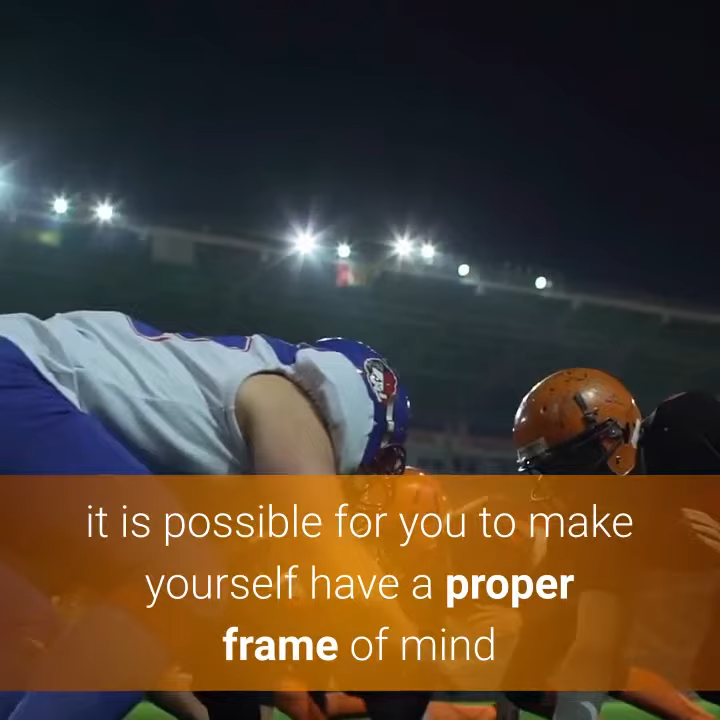 it is possible for you to make
yourself have a proper
frame of mind